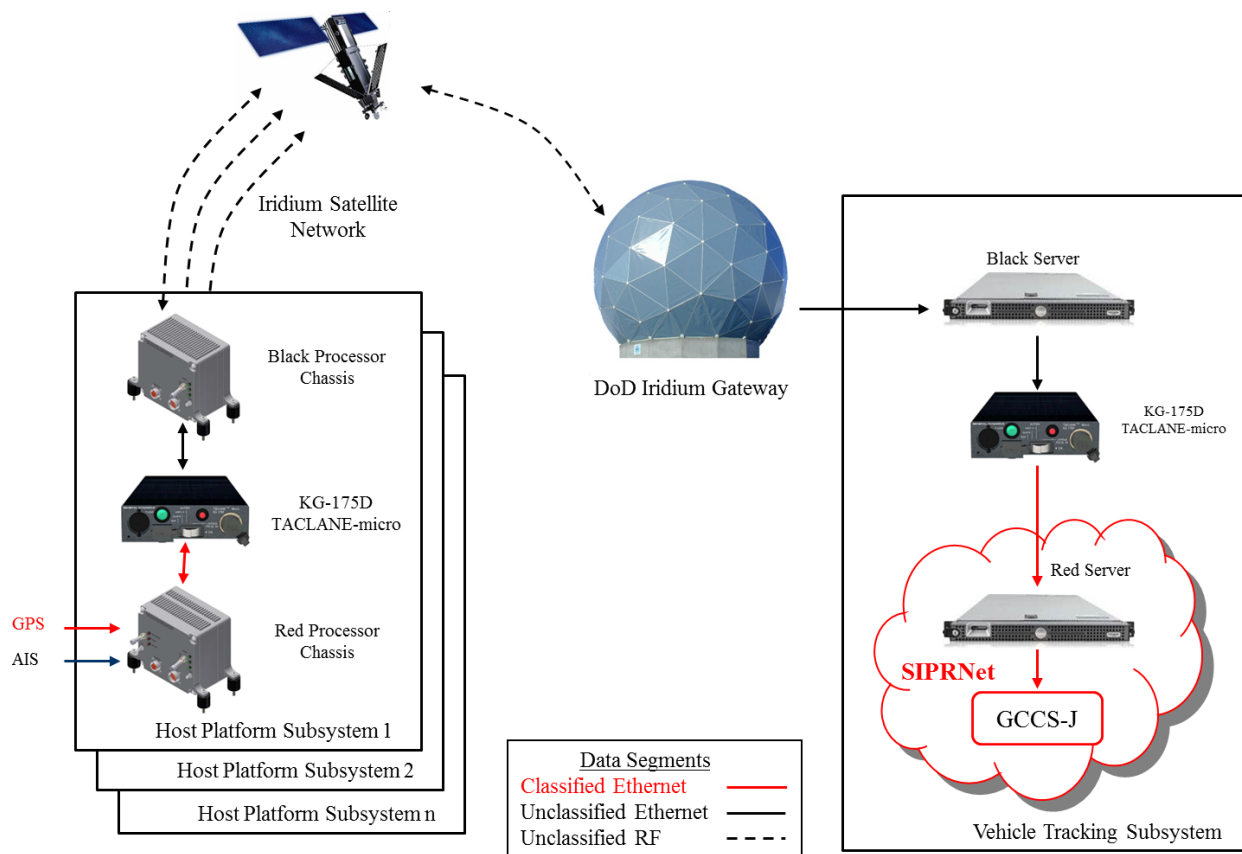 Iridium Satellite
Network
Black Processor
Chassis
KG-175D
TACLANE-micro
GPS
AIS
Red Processor
Chassis
Host Platform Subsystem 1
Host Platform Subsystem 2
Host Platform Subsystem n
DoD Iridium Gateway
Data Segments
Classified Ethernet
Unclassified Ethernet
Unclassified RF
Black Server
KG-175D
TACLANE-micro
Red Server
SIPRNet
GCCS-J
Vehicle Tracking Subsystem